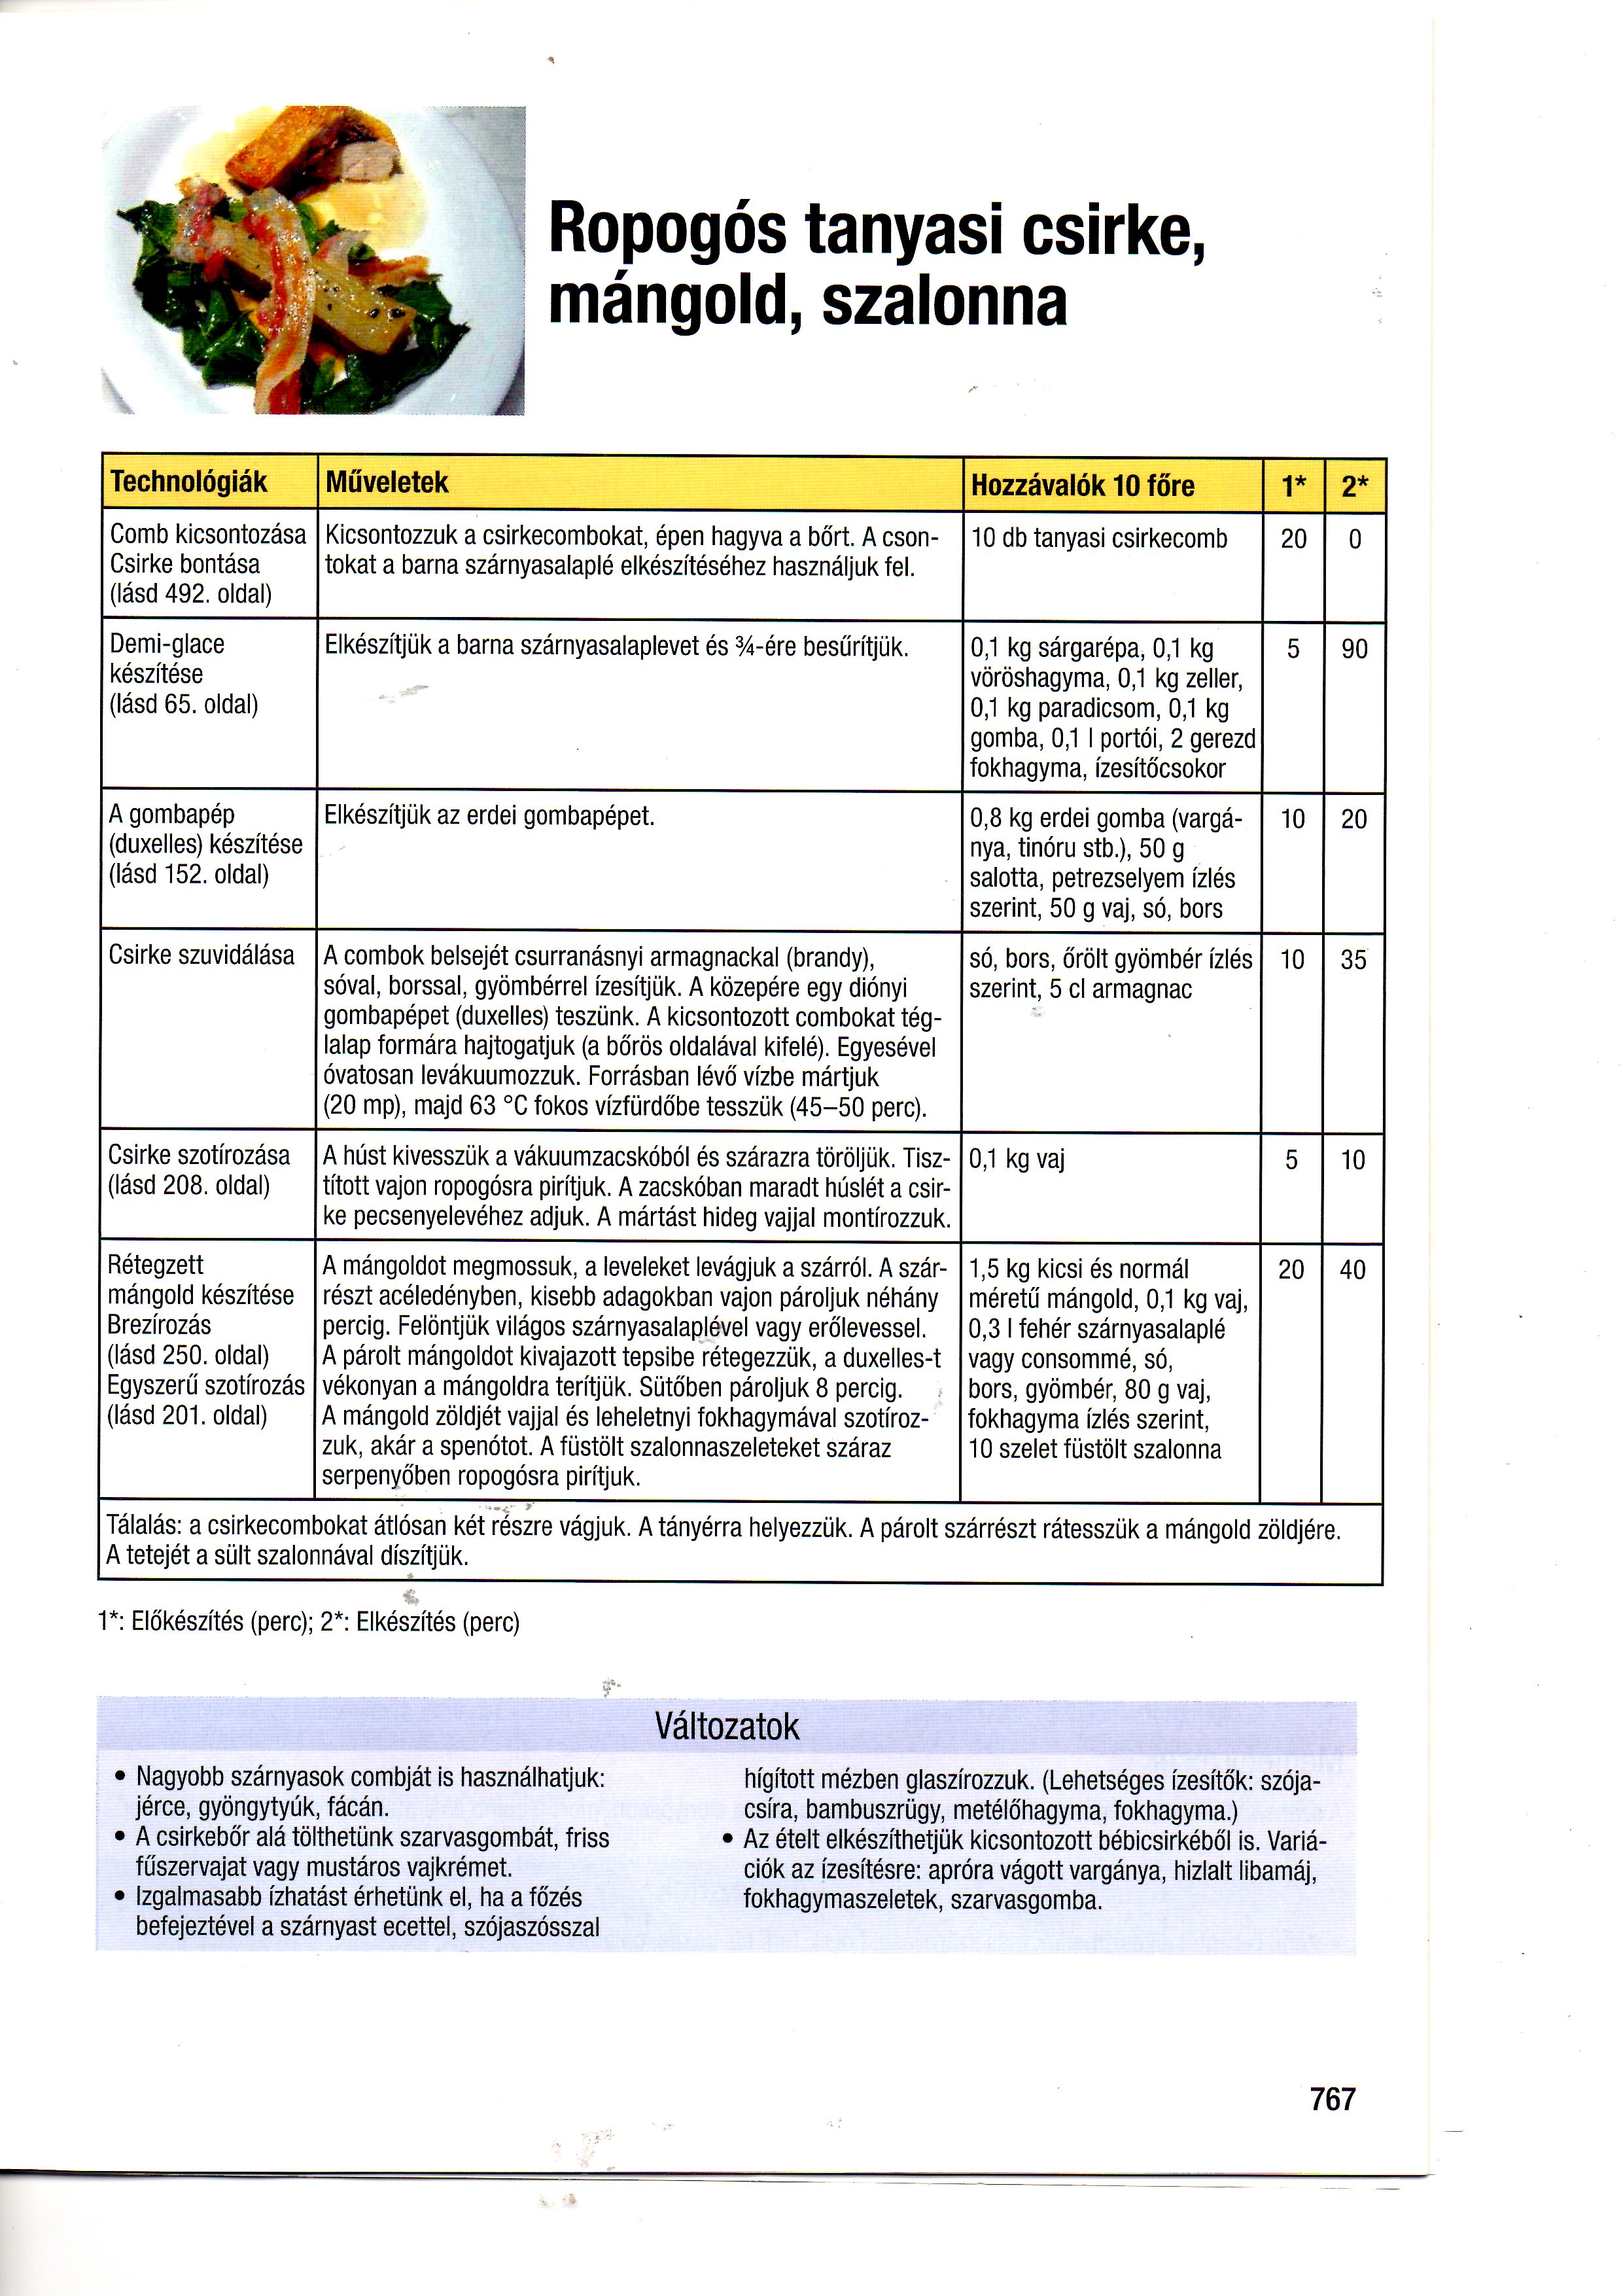 Ropogós tanyasi csirke,
mángold, szalonna
Technológiák
Műveletek
Hozzávalók 10 főre
1*
2*
Comb kicsontozása
Csirke bontása
(lásd 492. oldal)
Kicsontozzuk a csirkecombokat, épen hagyva a bőrt. A cson-
tokat a barna szárnyasalaplé elkészítéséhez használjuk fel.
10 db tanyasi csirkecomb
20
0
Demi-glace
készítése
(lásd 65. oldal)
Elkészítjük a barna szárnyasalaplevet és ¾-ére besűrítjük.
0,1 kg sárgarépa, 0,1 kg
vöröshagyma, 0,1 kg zeller,
0,1 kg paradicsom, 0,1 kg
gomba, 0,1 l portói, 2 gerezd
fokhagyma, ízesítőcsokor
5
90
A gombapép
(duxelles) készítése
(lásd 152. oldal)
Elkészítjük az erdei gombapépet.
0,8 kg erdei gomba (vargá-
nya, tinóru stb.), 50 g
salotta, petrezselyem ízlés
szerint, 50 g vaj, só, bors
10
20
Csirke szuvidálása
A combok belsejét csurranásnyi armagnackal (brandy),
sóval, borssal, gyömbérrel ízesítjük. A közepére egy diónyi
gombapépet (duxelles) teszünk. A kicsontozott combokat tég-
lalap formára hajtogatjuk (a bőrös oldalával kifelé). Egyesével
óvatosan levákuumozzuk. Forrásban lévő vízbe mártjuk
(20 mp), majd 63 °C fokos vízfürdőbe tesszük (45–50 perc).
só, bors, őrölt gyömbér ízlés
szerint, 5 cl armagnac
10
35
Csirke szotírozása
(lásd 208. oldal)
A húst kivesszük a vákuumzacskóból és szárazra töröljük. Tisz-
tított vajon ropogósra pirítjuk. A zacskóban maradt húslét a csir-
ke pecsenyelevéhez adjuk. A mártást hideg vajjal montírozzuk.
0,1 kg vaj
5
10
Rétegzett
mángold készítése
Brezírozás
(lásd 250. oldal)
Egyszerű szotírozás
(lásd 201. oldal)
A mángoldot megmossuk, a leveleket levágjuk a szárról. A szár-
részt acéledényben, kisebb adagokban vajon pároljuk néhány
percig. Felöntjük világos szárnyasalaplével vagy erőlevessel.
A párolt mángoldot kivajazott tepsibe rétegezzük, a duxelles-t
vékonyan a mángoldra terítjük. Sütőben pároljuk 8 percig.
A mángold zöldjét vajjal és leheletnyi fokhagymával szotíroz-
zuk, akár a spenótot. A füstölt szalonnaszeleteket száraz
serpenyőben ropogósra pirítjuk.
1,5 kg kicsi és normál
méretű mángold, 0,1 kg vaj,
0,3 l fehér szárnyasalaplé
vagy consommé, só,
bors, gyömbér, 80 g vaj,
fokhagyma ízlés szerint,
10 szelet füstölt szalonna
20
40
Tálalás: a csirkecombokat átlósan két részre vágjuk. A tányérra helyezzük. A párolt szárrészt rátesszük a mángold zöldjére.
A tetejét a sült szalonnával díszítjük.
1*: Előkészítés (perc); 2*: Elkészítés (perc)
Változatok
• Nagyobb szárnyasok combját is használhatjuk:
jérce, gyöngytyúk, fácán.
• A csirkebőr alá tölthetünk szarvasgombát, friss
fűszervajat vagy mustáros vajkrémet.
• Izgalmasabb ízhatást érhetünk el, ha a főzés
befejeztével a szárnyast ecettel, szójaszósszal
hígított mézben glaszírozzuk. (Lehetséges ízesítők: szója-
csíra, bambuszrügy, metélőhagyma, fokhagyma.)
• Az ételt elkészíthetjük kicsontozott bébicsirkéből is. Variá-
ciók az ízesítésre: apróra vágott vargánya, hizlalt libamáj,
fokhagymaszeletek, szarvasgomba.
767